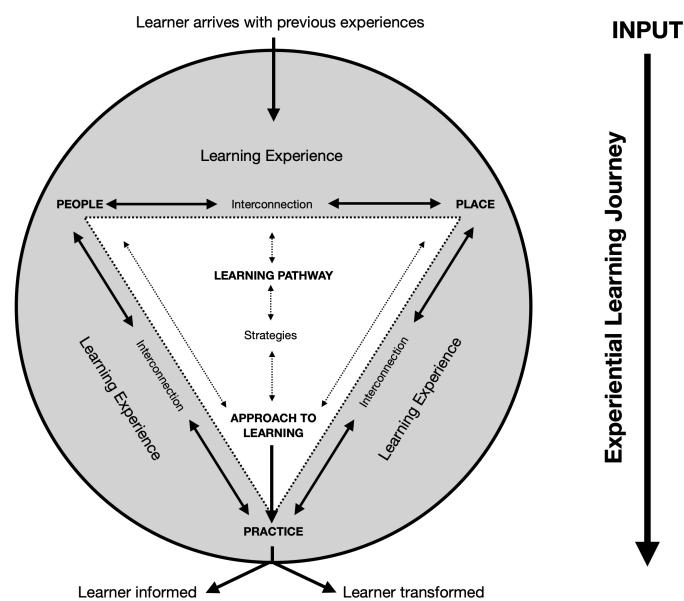 Learner arrives with previous experiences
INPUT
Learning Experience
PEOPLE
Interconnection
PLACE
LEARNING PATHWAY
Strategies
Interconnection
Interconnection
Learning Experience
Learning Experience
Experiential Learning Journey
APPROACH TO
LEARNING
PRACTICE
Learner informed
Learner transformed